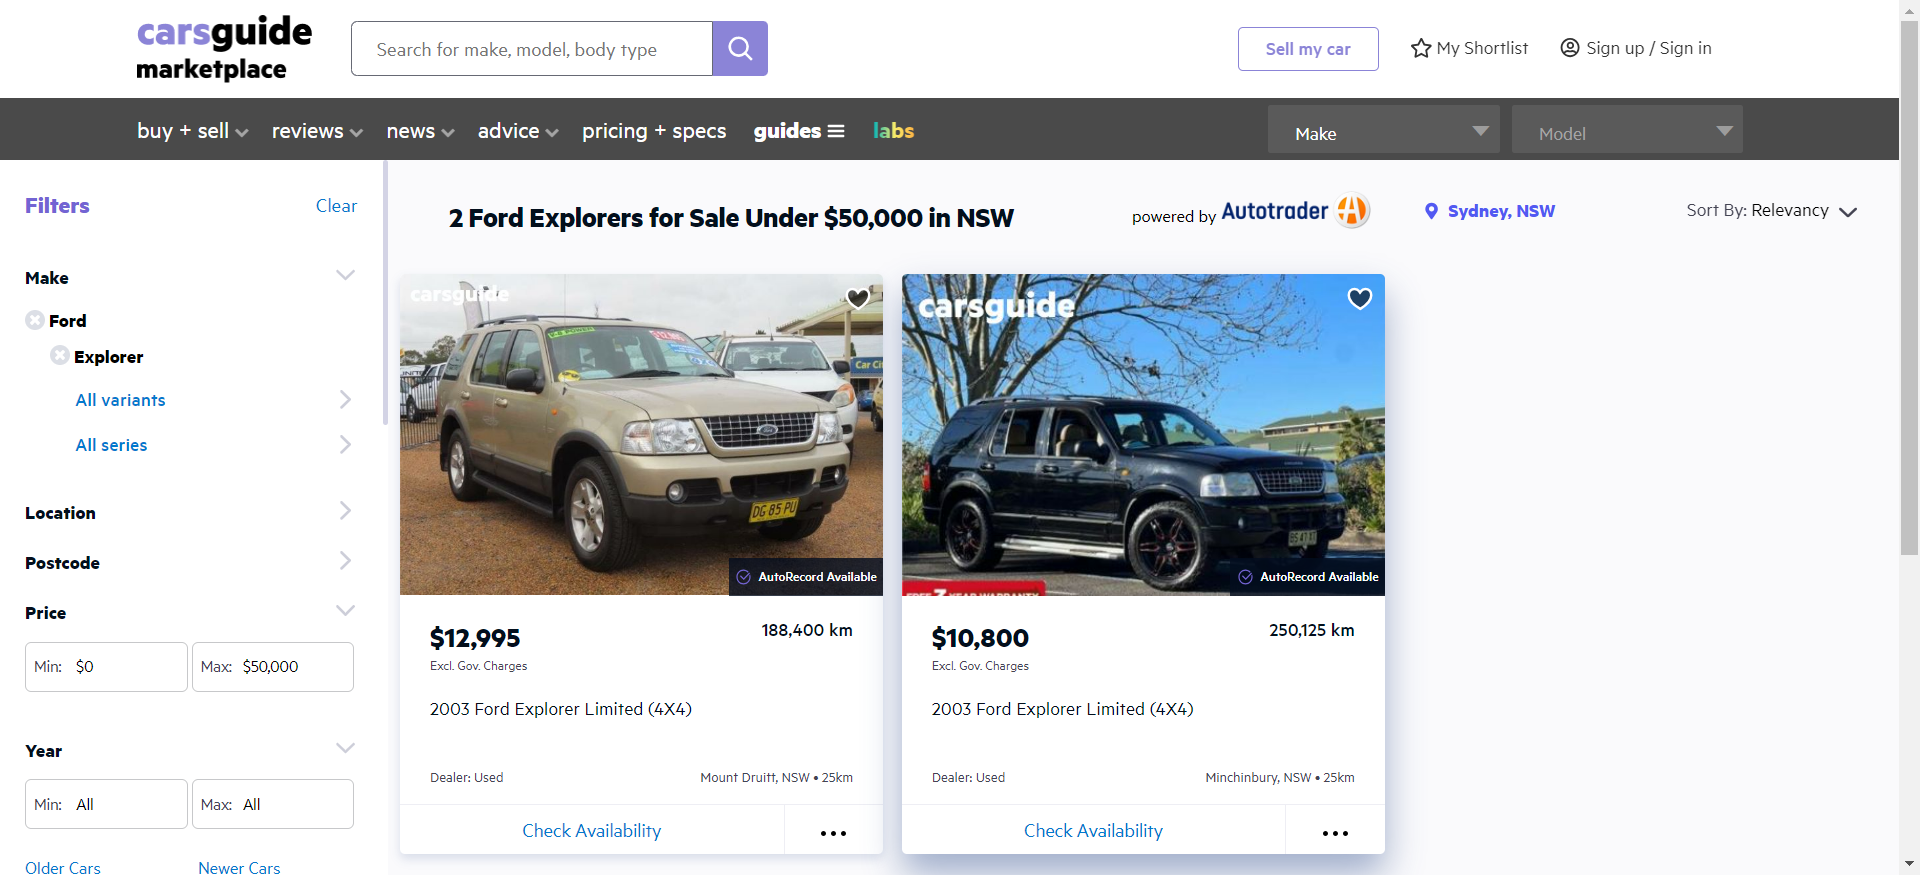 carsguide
marketplace
Search for make, model, body type
Sell my car
My Shortlist
Sign up / Sign in
buy + sell
reviews
news
advice
pricing + specs
guides
labs
Make
Model
Filters
Clear
Make
Ford
Explorer
All variants
All series
Location
Postcode
Price
Min: $0
Max: $50,000
Year
Min: All
Max: All
Older Cars
Newer Cars
2 Ford Explorers for Sale Under $50,000 in NSW
powered by Autotrader
Sydney, NSW
Sort By: Relevancy
carsguide
DG 85 PU
AutoRecord Available
$12,995
188,400 km
Excl. Gov. Charges
2003 Ford Explorer Limited (4X4)
Dealer: Used
Mount Druitt, NSW • 25km
Check Availability
carsguide
AutoRecord Available
$10,800
250,125 km
Excl. Gov. Charges
2003 Ford Explorer Limited (4X4)
Dealer: Used
Minchinbury, NSW • 25km
Check Availability